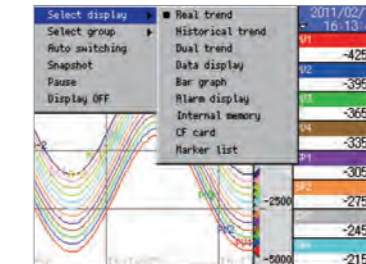 Select display
Select group
Auto switching
Snapshot
Pause
Display OFF
Real trend
Historical trend
Dual trend
Data display
Bar graph
Alarm display
Internal memory
CF card
Marker list
2011/02/
16:13
-425
-395
-365
-335
-305
-275
-245
-215
-2500
-5000